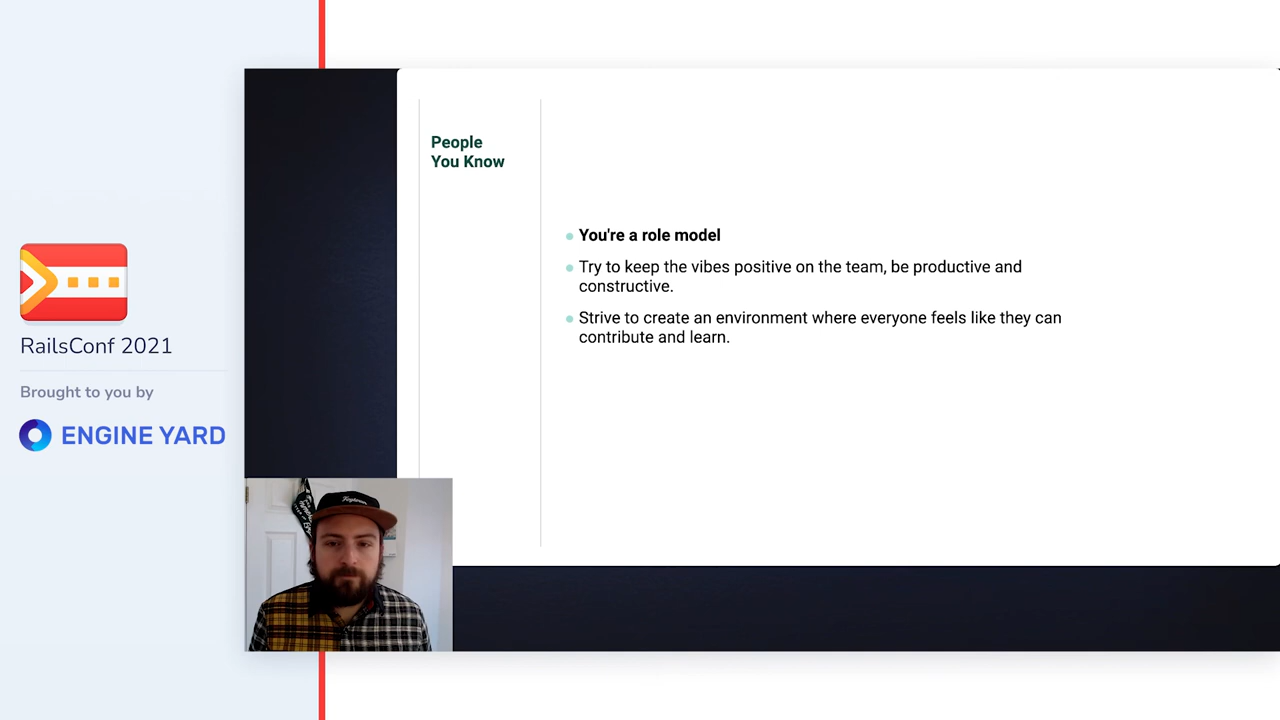 RailsConf 2021
Brought to you by
ENGINE YARD
People
You Know
You're a role model
Try to keep the vibes positive on the team, be productive and
constructive.
Strive to create an environment where everyone feels like they can
contribute and learn.